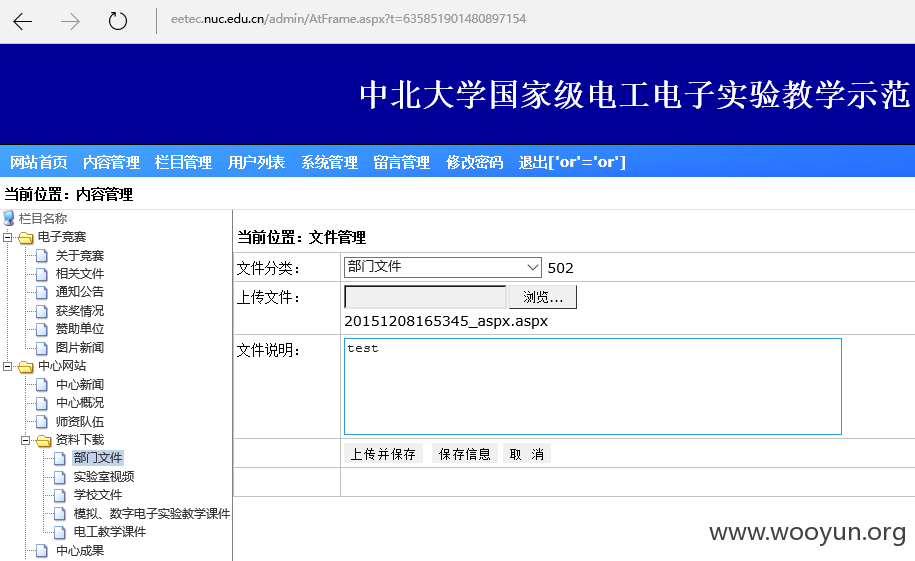 eetec.nuc.edu.cn/admin/AtFrame.aspx?t=635851901480897154
中北大学国家级电工电子实验教学示范
网站首页 内容管理 栏目管理 用户列表 系统管理 留言管理 修改密码 退出['or'='or']
当前位置：内容管理
栏目名称
电子竞赛
关于竞赛
相关文件
通知公告
获奖情况
赞助单位
图片新闻
中心网站
中心新闻
中心概况
师资队伍
资料下载
部门文件
实验室视频
学校文件
模拟、数字电子实验教学课件
电工教学课件
中心成果
当前位置：文件管理
文件分类： 部门文件 502
上传文件： 浏览...
20151208165345_aspx.aspx
文件说明： test
上传并保存 保存信息 取 消
www.wooyun.org